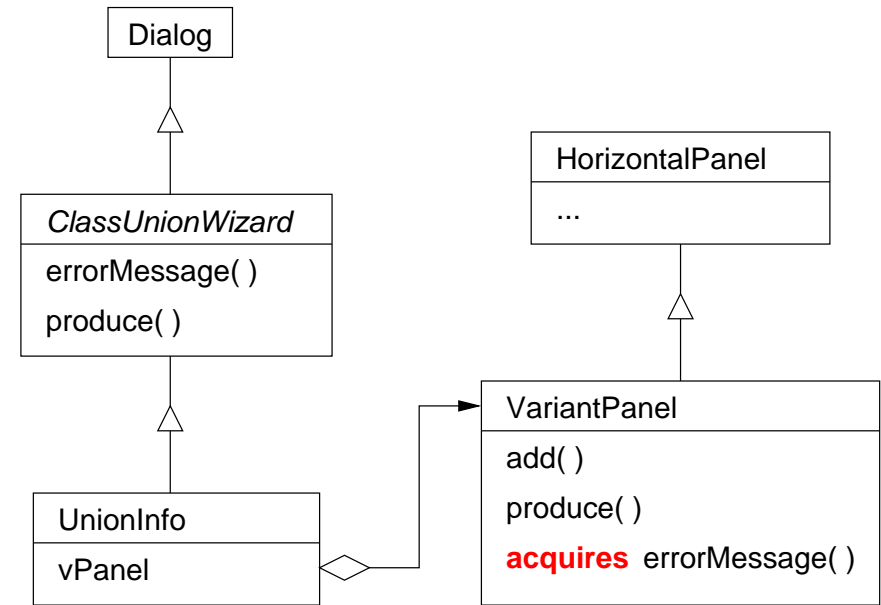 Dialog
ClassUnionWizard
errorMessage( )
produce( )
UnionInfo
vPanel
HorizontalPanel
...
VariantPanel
add( )
produce( )
acquires errorMessage( )